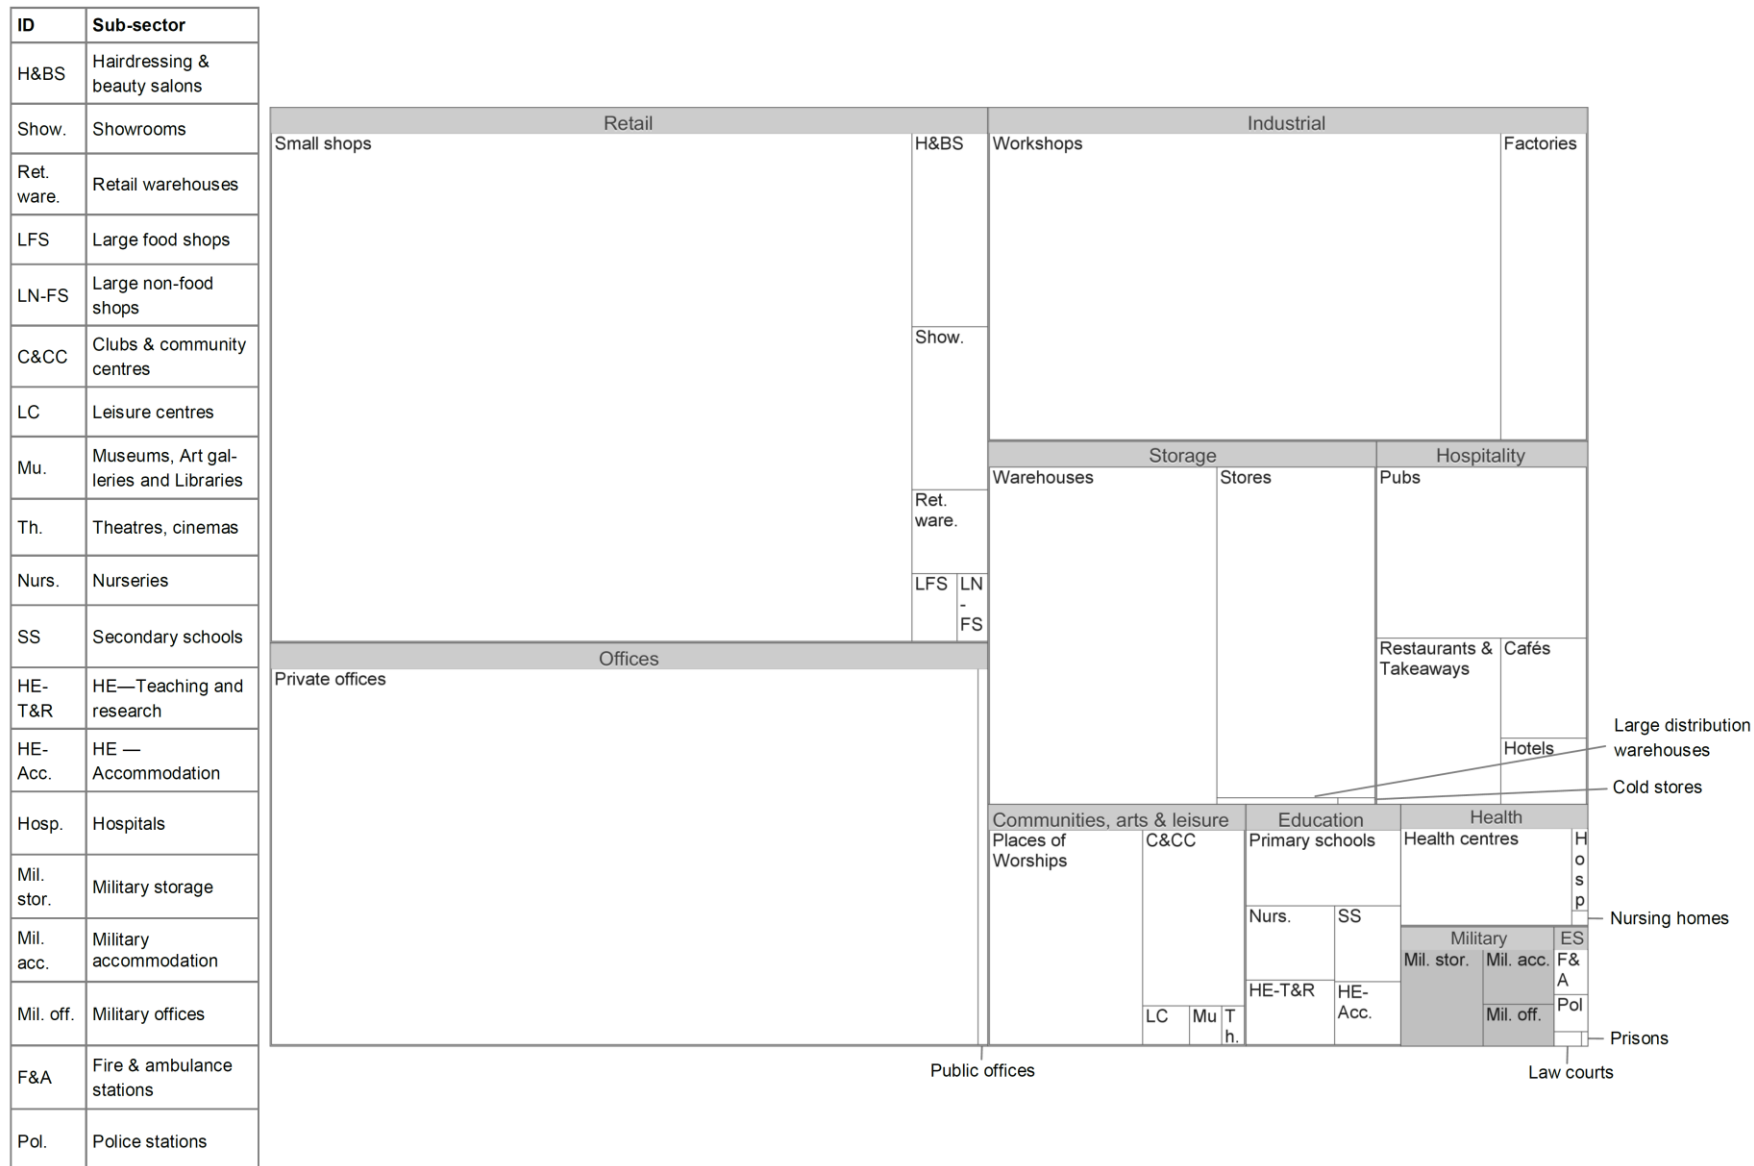 ID Sub-sector
H&BS Hairdressing &
beauty salons
Show. Showrooms
Ret.
ware. Retail warehouses
LFS Large food shops
LN-FS Large non-food
shops
C&CC Clubs & community
centres
LC Leisure centres
Mu. Museums, Art gal-
leries and Libraries
Th. Theatres, cinemas
Nurs. Nurseries
SS Secondary schools
HE-
T&R HE—Teaching and
research
HE-
Acc. HE —
Accommodation
Hosp. Hospitals
Mil.
stor. Military storage
Mil.
acc. Military
accommodation
Mil. off. Military offices
F&A Fire & ambulance
stations
Pol. Police stations
Retail
Small shops
H&BS
Show.
Ret.
ware.
LFS
LN
-
FS
Offices
Private offices
Public offices
Industrial
Workshops
Factories
Storage
Warehouses
Stores
Large distribution
warehouses
Cold stores
Hospitality
Pubs
Restaurants &
Takeaways
Cafés
Hotels
Communities, arts & leisure
Places of
Worships
C&CC
LC
Mu
T
h.
Education
Primary schools
Nurs.
SS
HE-T&R
HE-
Acc.
Health
Health centres
H
o
s
p
Nursing homes
Military
Mil. stor.
Mil. acc.
Mil. off.
ES
F&
A
Pol
Prisons
Law courts